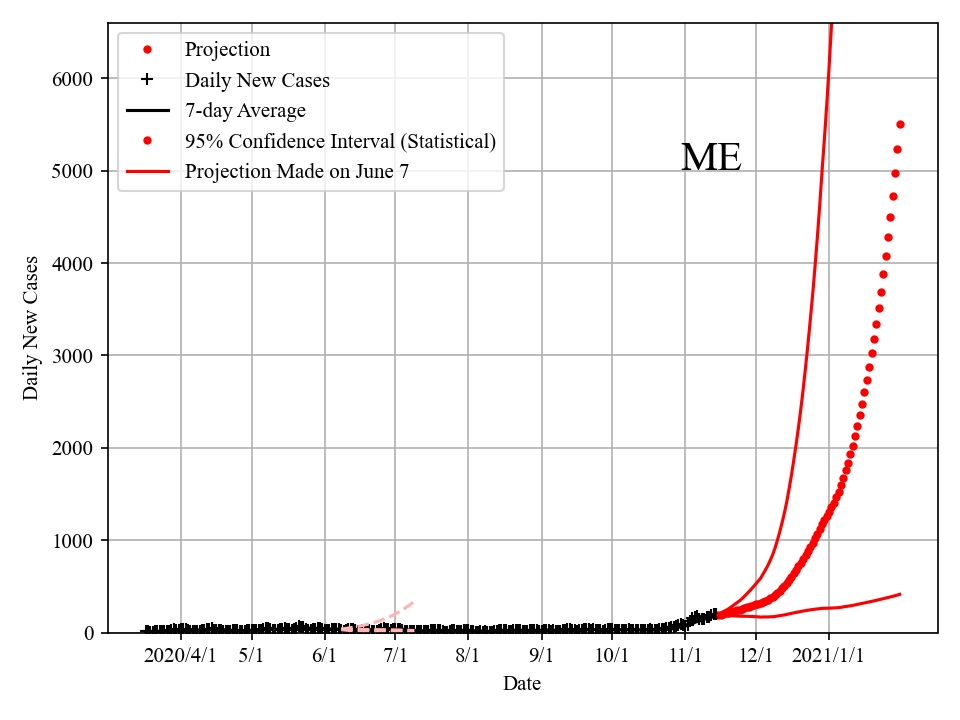 Projection
Daily New Cases
7-day Average
95% Confidence Interval (Statistical)
Projection Made on June 7
ME
6000
5000
4000
3000
2000
1000
0
Daily New Cases
2020/4/1 5/1 6/1 7/1 8/1 9/1 10/1 11/1 12/1 2021/1/1
Date